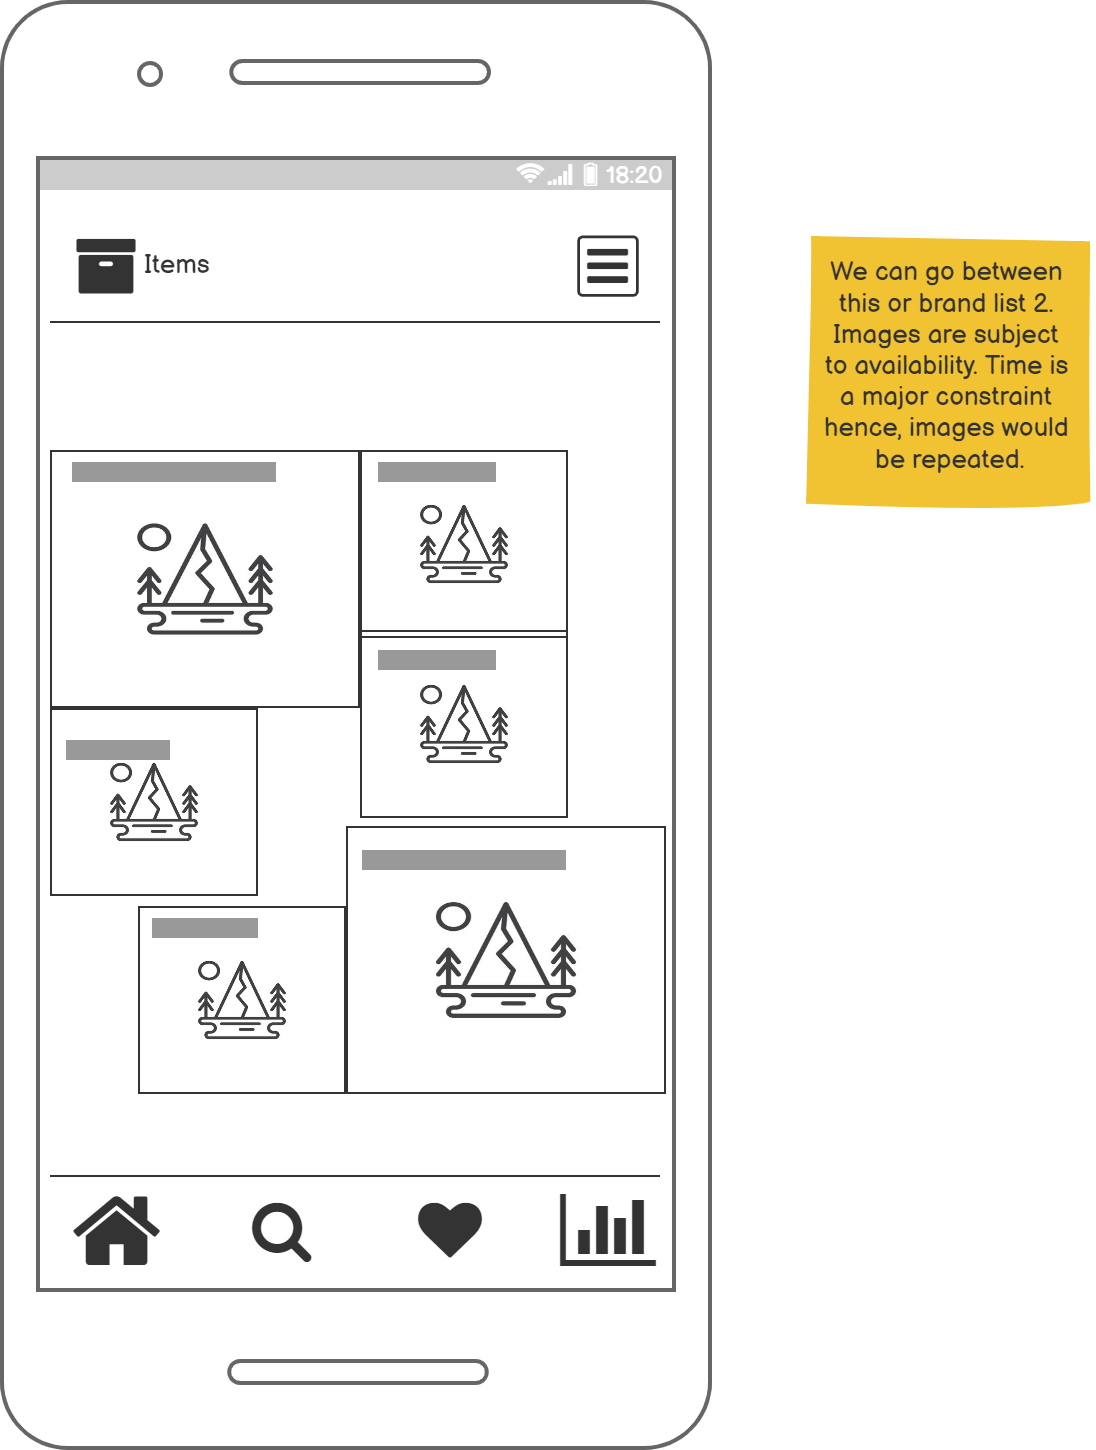 18:20
Items
We can go between
this or brand list 2.
Images are subject
to availability. Time is
a major constraint
hence, images would
be repeated.